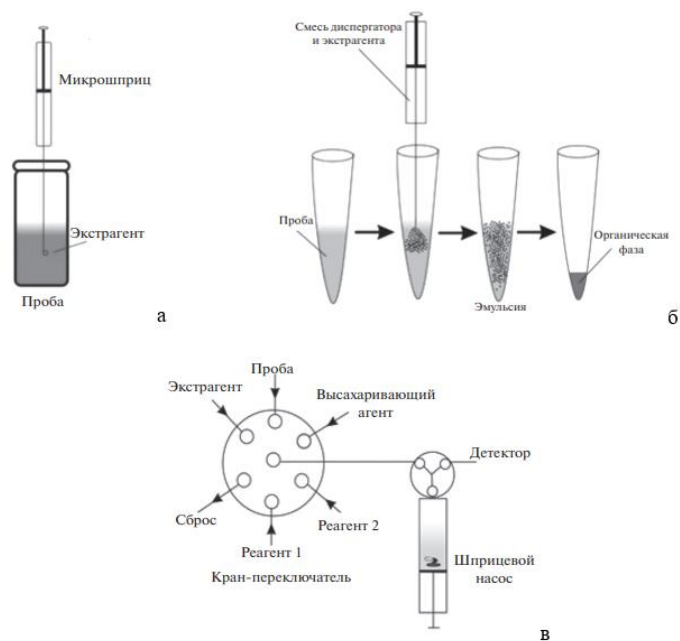 Микрошприц
Экстрагент
Проба
а
Смесь диспергатора
и экстрагента
Проба
Эмульсия
Органическая
фаза
б
Проба
Экстрагент
Высахаривающий
агент
Детектор
Сброс
Реагент 2
Реагент 1
Кран-переключатель
Шприцевой
насос
в